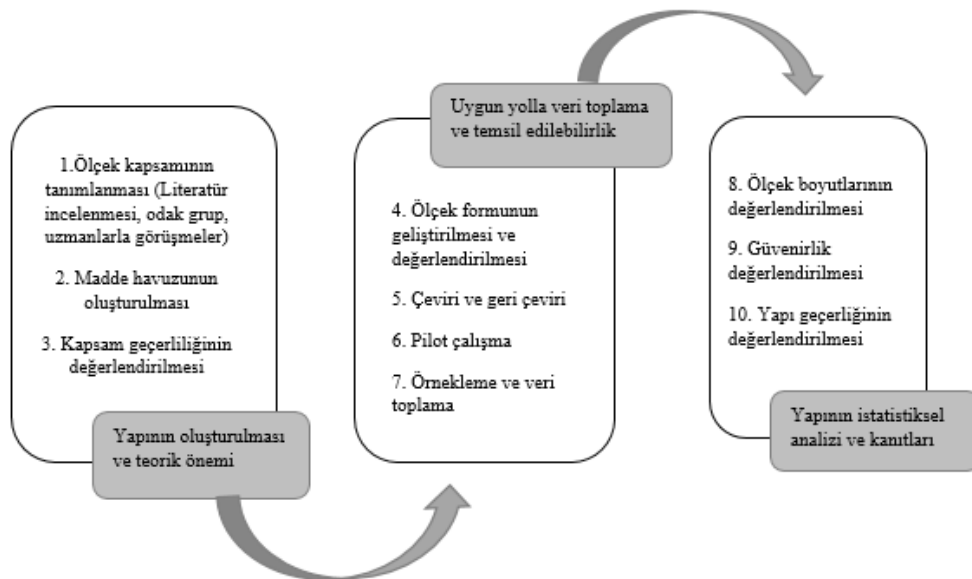 1.Ölçek kapsamının
tanımlanması (Literatür
incelenmesi, odak grup,
uzmanlarla görüşmeler)
2. Madde havuzunun
oluşturulması
3. Kapsam geçerliliğinin
değerlendirilmesi
Yapının oluşturulması
ve teorik önemi
Uygun yolla veri toplama
ve temsil edilebilirlik
4. Ölçek formunun
geliştirilmesi ve
değerlendirilmesi
5. Çeviri ve geri çeviri
6. Pilot çalışma
7. Örnekleme ve veri
toplama
8. Ölçek boyutlarının
değerlendirilmesi
9. Güvenirlik
değerlendirilmesi
10. Yapı geçerliğinin
değerlendirilmesi
Yapının istatistiksel
analizi ve kanıtları